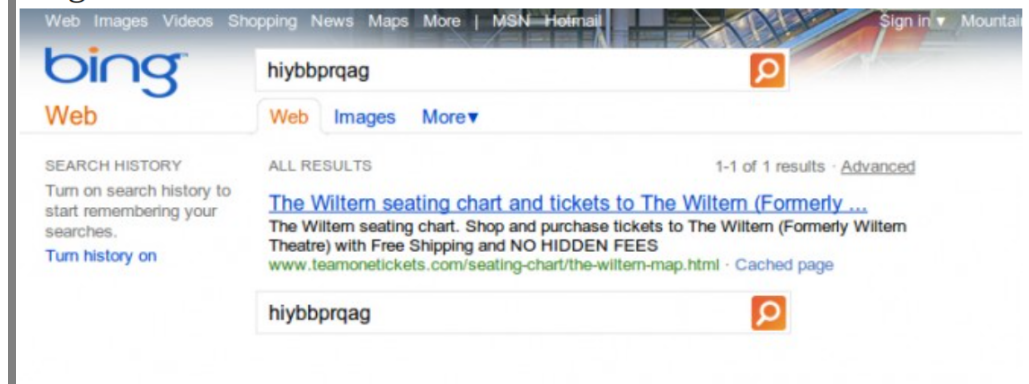 Web Images Videos Shopping News Maps More | MSN Hotmail Sign in ▾
bing
hiybbprqag
Web
Web Images More▾
SEARCH HISTORY
Turn on search history to
start remembering your
searches.
Turn history on
ALL RESULTS 1-1 of 1 results · Advanced
The Wiltern seating chart and tickets to The Wiltern (Formerly ...
The Wiltern seating chart. Shop and purchase tickets to The Wiltern (Formerly Wiltern
Theatre) with Free Shipping and NO HIDDEN FEES
www.teamonetickets.com/seating-chart/the-wiltern-map.html · Cached page
hiybbprqag